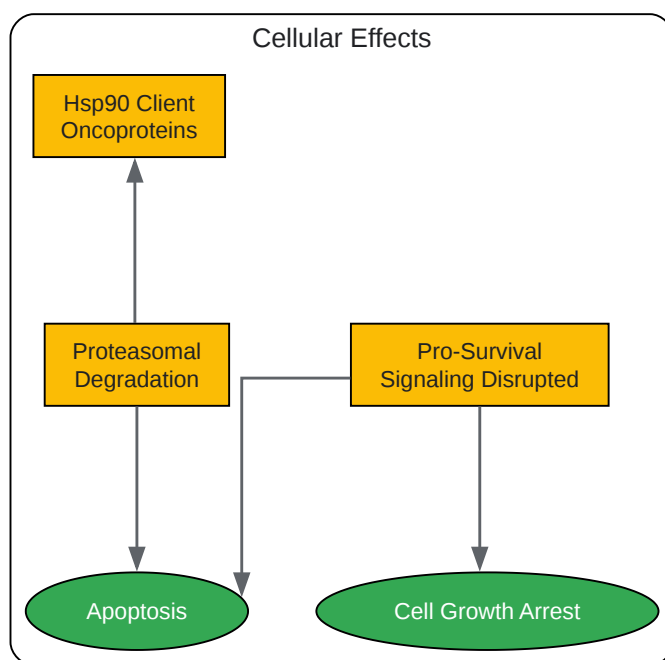 Cellular Effects
Hsp90 Client
Oncoproteins
Proteasomal
Degradation
Pro-Survival
Signaling Disrupted
Apoptosis
Cell Growth Arrest